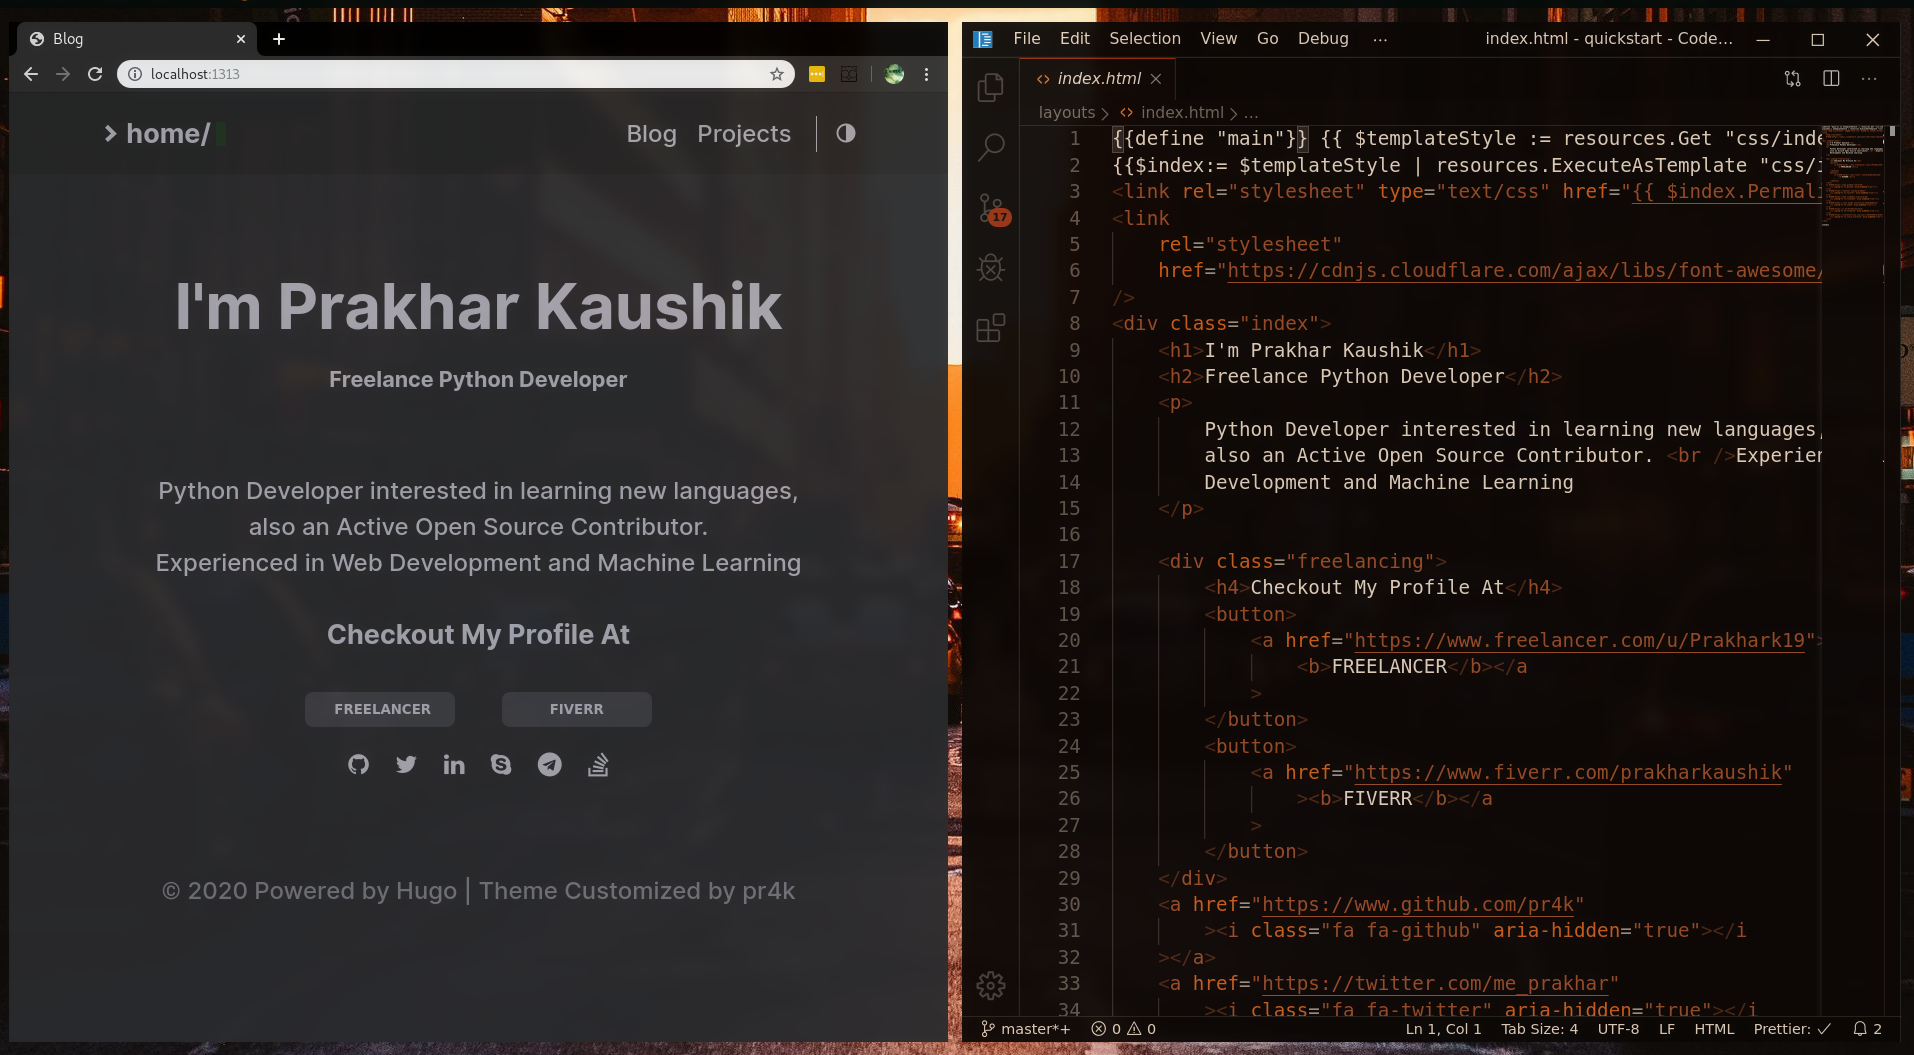 Blog
localhost:1313
home/
Blog Projects
I'm Prakhar Kaushik
Freelance Python Developer
Python Developer interested in learning new languages,
also an Active Open Source Contributor.
Experienced in Web Development and Machine Learning
Checkout My Profile At
FREELANCER FIVERR
© 2020 Powered by Hugo | Theme Customized by pr4k
File Edit Selection View Go Debug ... index.html - quickstart - Code...
index.html
layouts > index.html > ...
17
1 {{define "main"}} {{ $templateStyle := resources.Get "css/inde
2 {{$index:= $templateStyle | resources.ExecuteAsTemplate "css/i
3 <link rel="stylesheet" type="text/css" href="{{ $index.Permali
4 <link
5 rel="stylesheet"
6 href="https://cdnjs.cloudflare.com/ajax/libs/font-awesome/
7 />
8 <div class="index">
9 <h1>I'm Prakhar Kaushik</h1>
10 <h2>Freelance Python Developer</h2>
11 <p>
12 Python Developer interested in learning new languages,
13 also an Active Open Source Contributor. <br />Experien
14 Development and Machine Learning
15 </p>
16
17 <div class="freelancing">
18 <h4>Checkout My Profile At</h4>
19 <button>
20 <a href="https://www.freelancer.com/u/Prakhark19">
21 <b>FREELANCER</b></a
22 >
23 </button>
24 <button>
25 <a href="https://www.fiverr.com/prakharkaushik"
26 ><b>FIVERR</b></a
27 >
28 </button>
29 </div>
30 <a href="https://www.github.com/pr4k"
31 ><i class="fa fa-github" aria-hidden="true"></i
32 ></a>
33 <a href="https://twitter.com/me_prakhar"
34 ><i class="fa fa-twitter" aria-hidden="true"></i
master*+ 0 0 Ln 1, Col 1 Tab Size: 4 UTF-8 LF HTML Prettier: ✓ 2